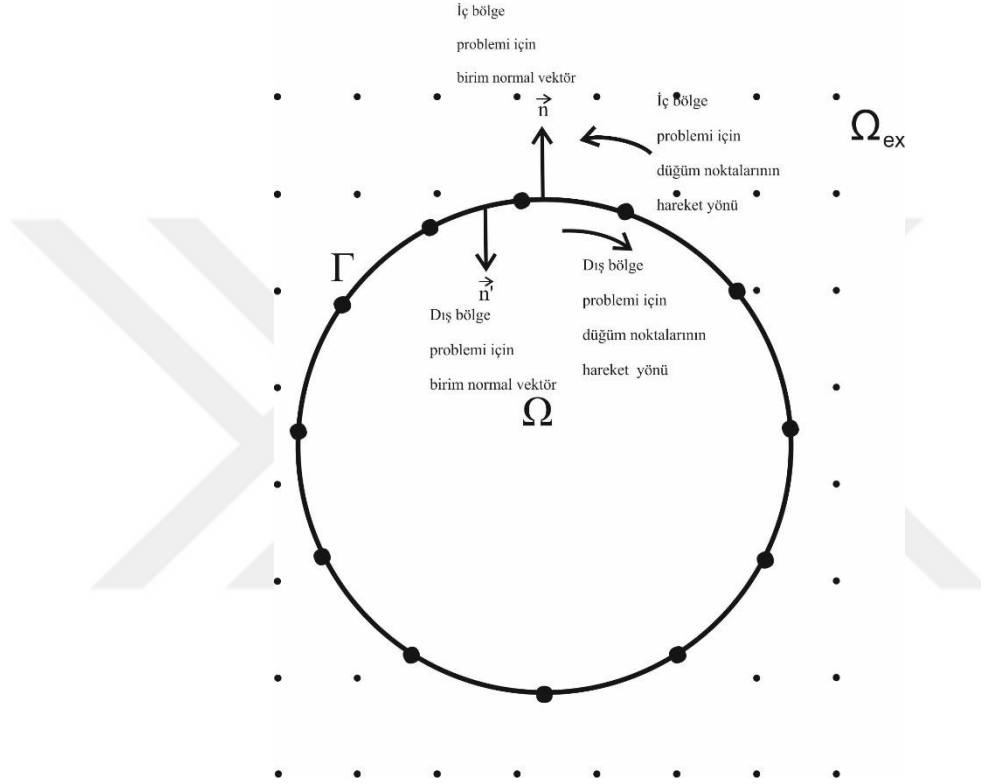 İç bölge
problemi için
birim normal vektör
n
İç bölge
problemi için
düğüm noktalarının
hareket yönü
Ωex
Γ
n'
Dış bölge
problemi için
birim normal vektör
Dış bölge
problemi için
düğüm noktalarının
hareket yönü
Ω